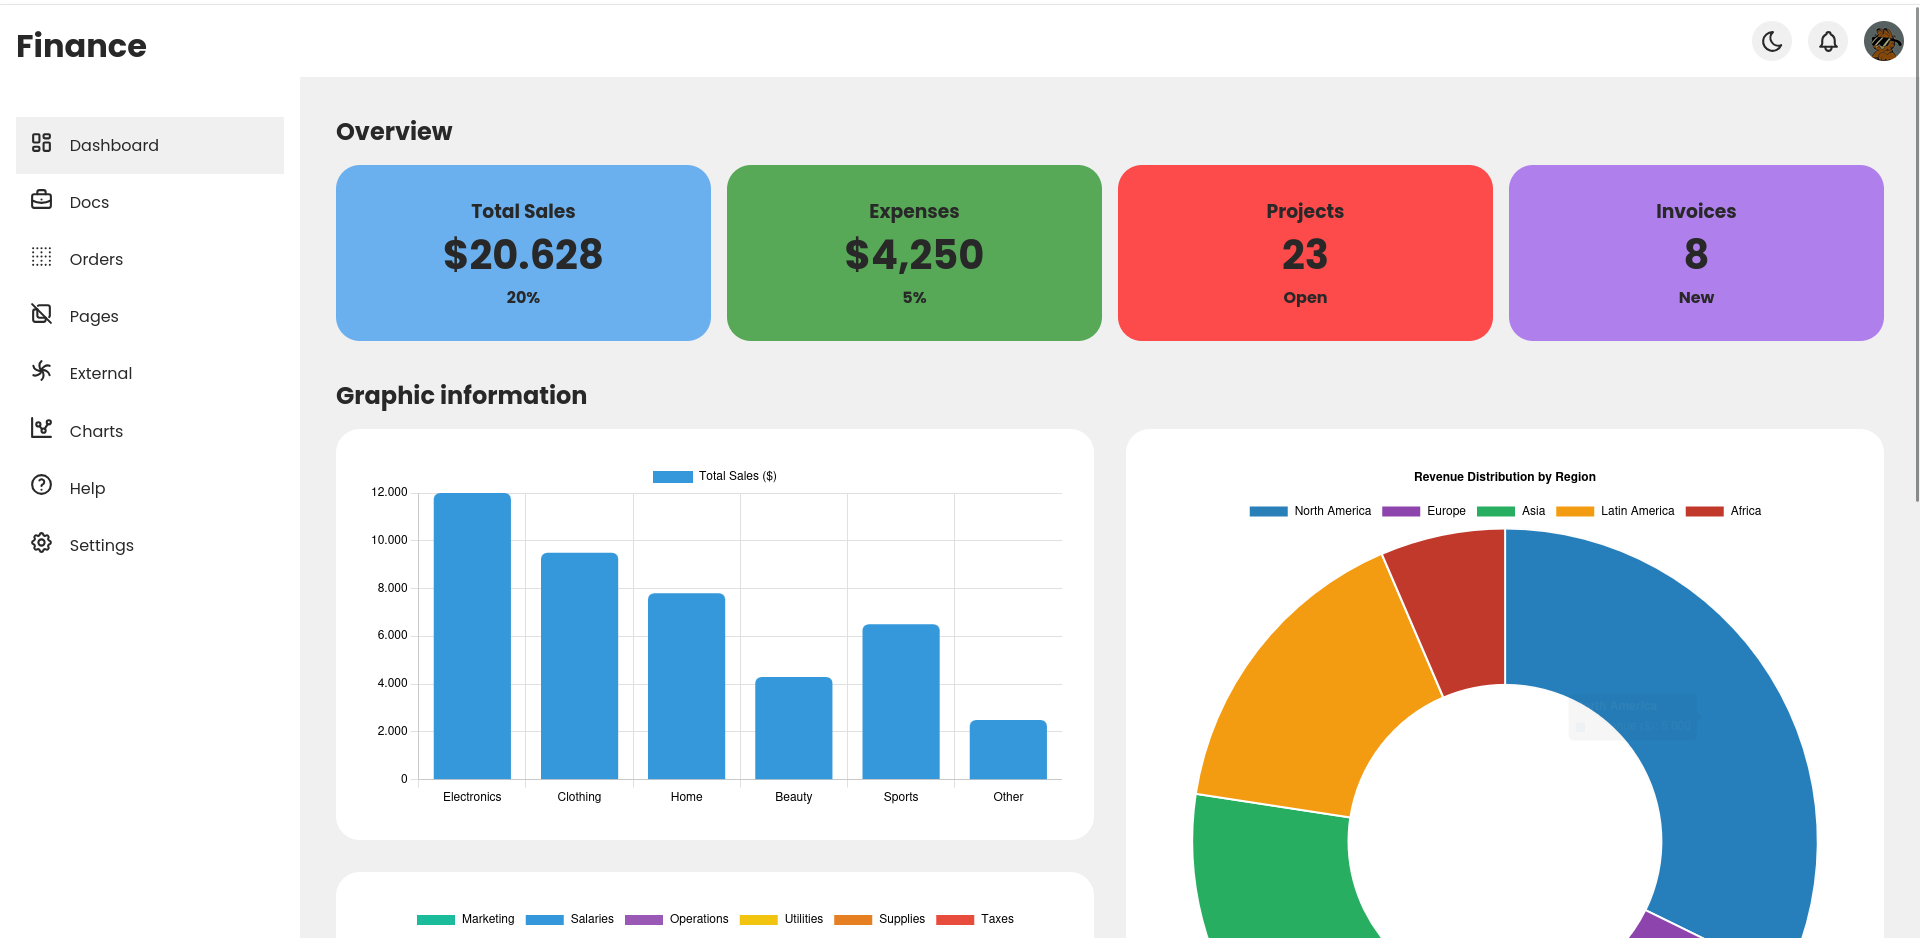 Finance
Dashboard
Docs
Orders
Pages
External
Charts
Help
Settings
Overview
Total Sales
$20.628
20%
Expenses
$4,250
5%
Projects
23
Open
Invoices
8
New
Graphic information
Total Sales ($)
12.000
10.000
8.000
6.000
4.000
2.000
0
Electronics Clothing Home Beauty Sports Other
Revenue Distribution by Region
North America Europe Asia Latin America Africa
America
Marketing Salaries Operations Utilities Supplies Taxes